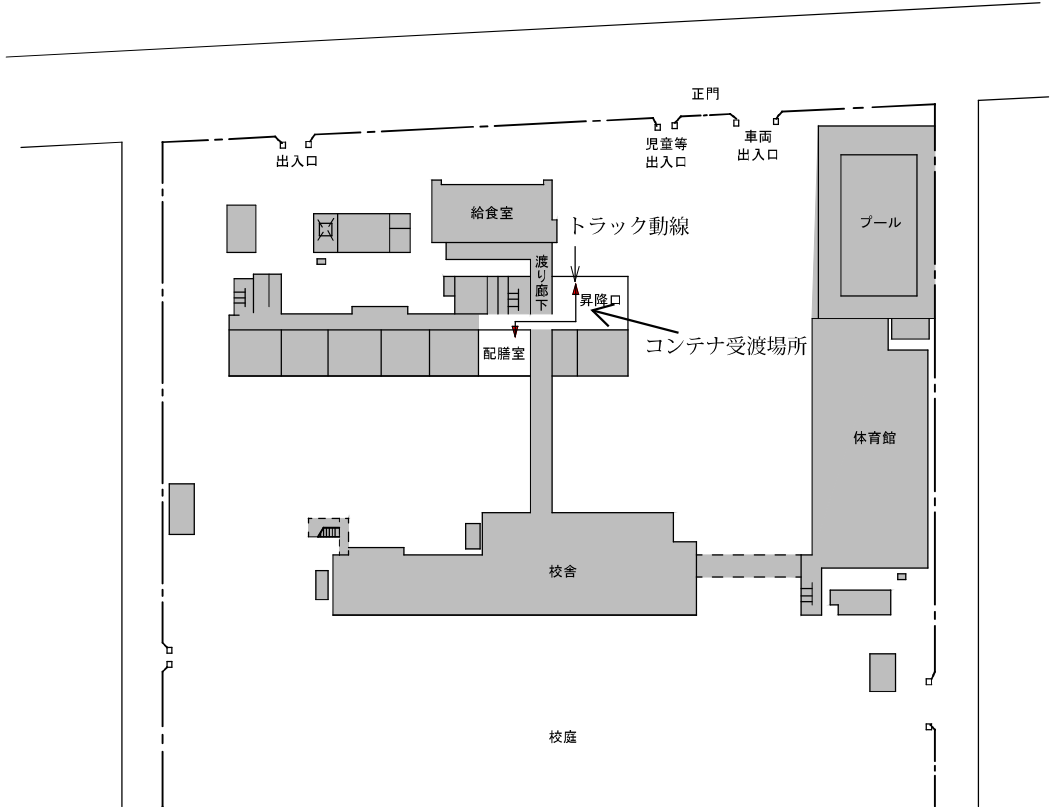 正門
児童等
出入口
車両
出入口
出入口
給食室
トラック動線
プール
渡り廊下
昇降口
コンテナ受渡場所
配膳室
体育館
校舎
校庭